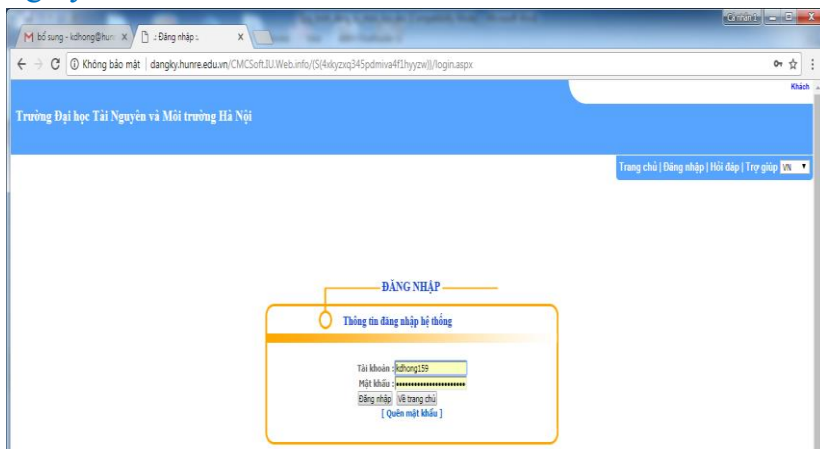 Cá nhân 1
bổ sung - kdhong@hun
.: Đăng nhập :.
Không bảo mật | dangky.hunre.edu.vn/CMCSoft.IU.Web.info/
Khách
Trường Đại học Tài Nguyên và Môi trường Hà Nội
Trang chủ | Đăng nhập | Hỏi đáp | Trợ giúp VN
ĐĂNG NHẬP
Thông tin đăng nhập hệ thống
Tài khoản : kdhong159
Mật khẩu : 
Đăng nhập Về trang chủ
[ Quên mật khẩu ]